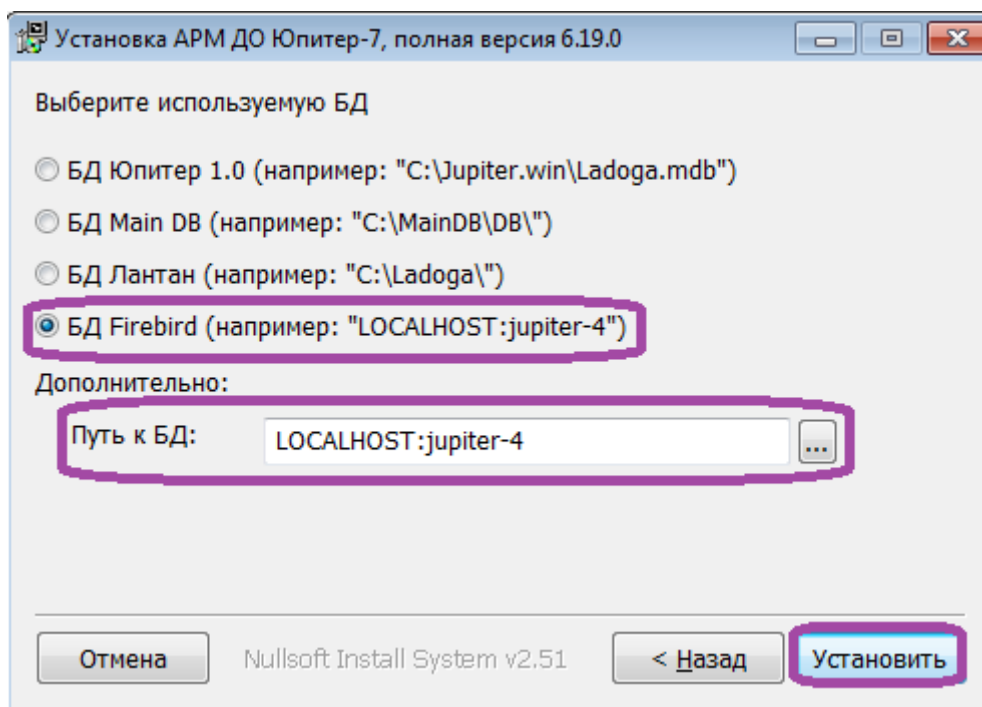 Установка АРМ ДО Юпитер-7, полная версия 6.19.0
Выберите используемую БД
БД Юпитер 1.0 (например: "C:\Jupiter.win\Ladoga.mdb")
БД Main DB (например: "C:\MainDB\DB\")
БД Лантан (например: "C:\Ladoga\")
БД Firebird (например: "LOCALHOST:jupiter-4")
Дополнительно:
Путь к БД: LOCALHOST:jupiter-4 ...
Отмена Nullsoft Install System v2.51 < Назад Установить